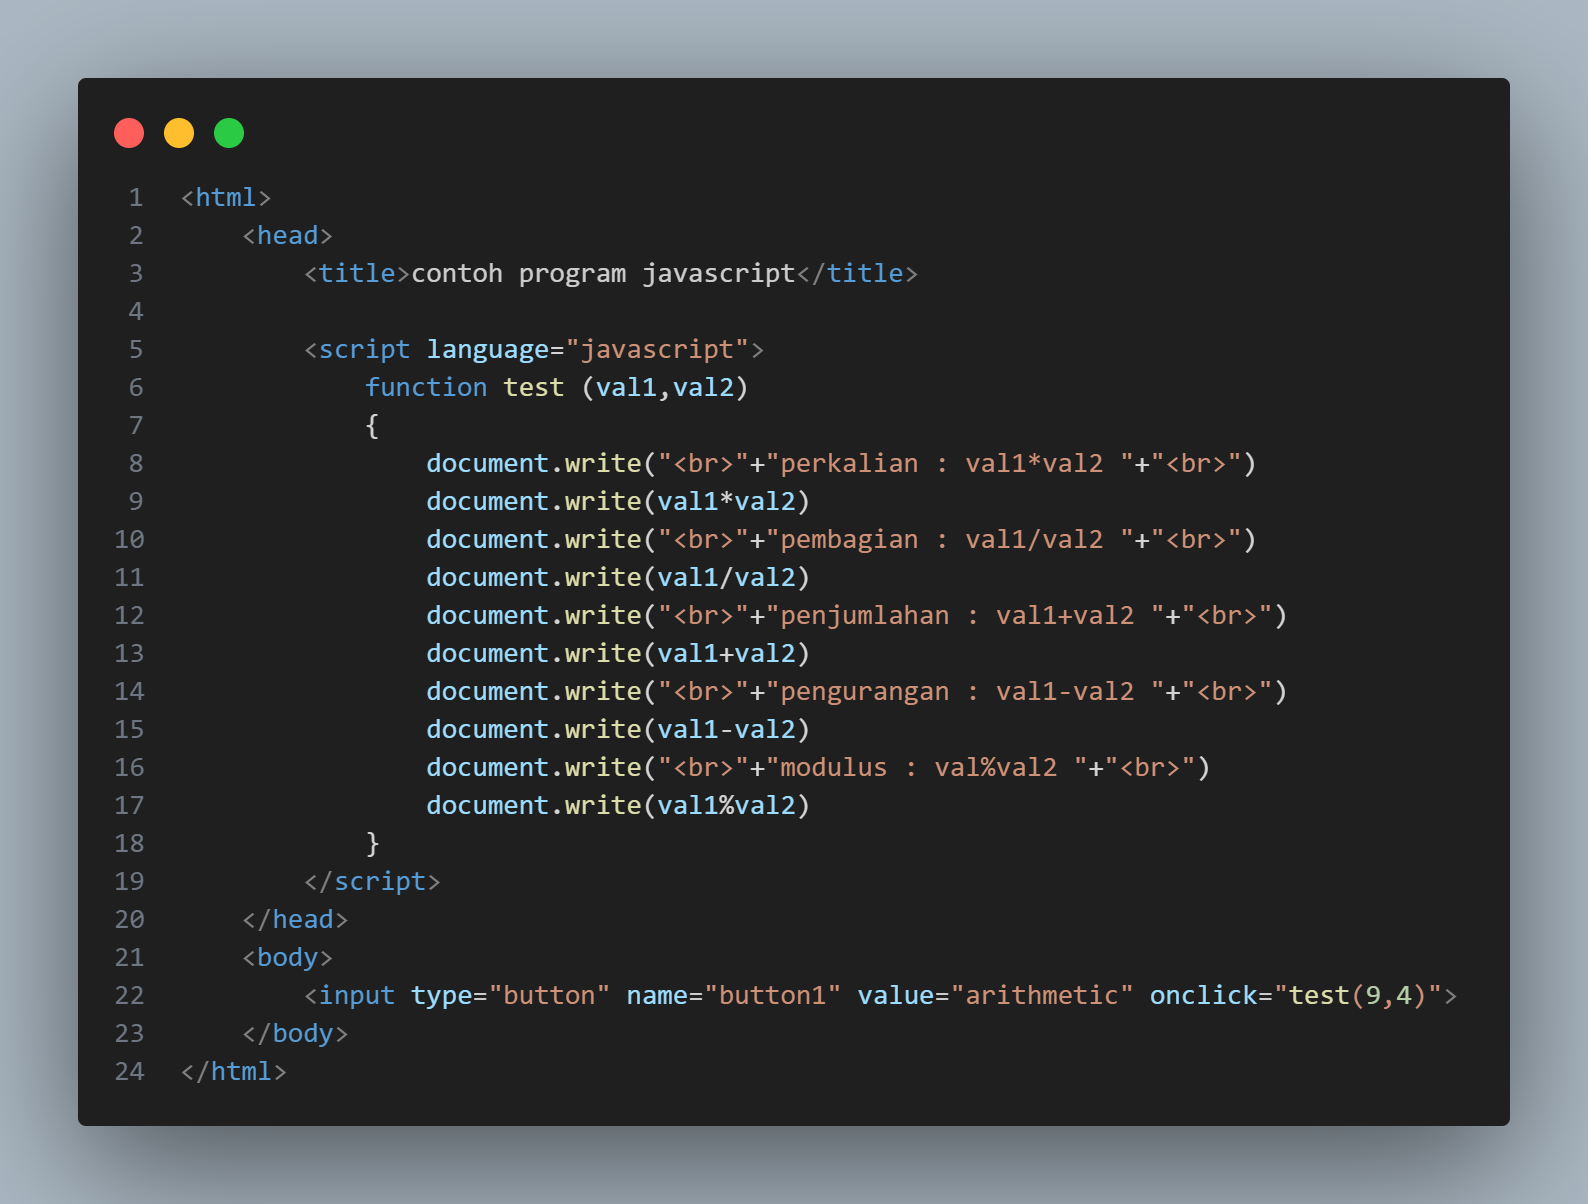 1 <html>
2     <head>
3         <title>contoh program javascript</title>
4
5         <script language="javascript">
6             function test (val1,val2)
7             {
8                 document.write("<br>"+"perkalian : val1*val2 "+"<br>")
9                 document.write(val1*val2)
10                 document.write("<br>"+"pembagian : val1/val2 "+"<br>")
11                 document.write(val1/val2)
12                 document.write("<br>"+"penjumlahan : val1+val2 "+"<br>")
13                 document.write(val1+val2)
14                 document.write("<br>"+"pengurangan : val1-val2 "+"<br>")
15                 document.write(val1-val2)
16                 document.write("<br>"+"modulus : val%val2 "+"<br>")
17                 document.write(val1%val2)
18             }
19         </script>
20     </head>
21     <body>
22         <input type="button" name="button1" value="arithmetic" onclick="test(9,4)">
23     </body>
24 </html>